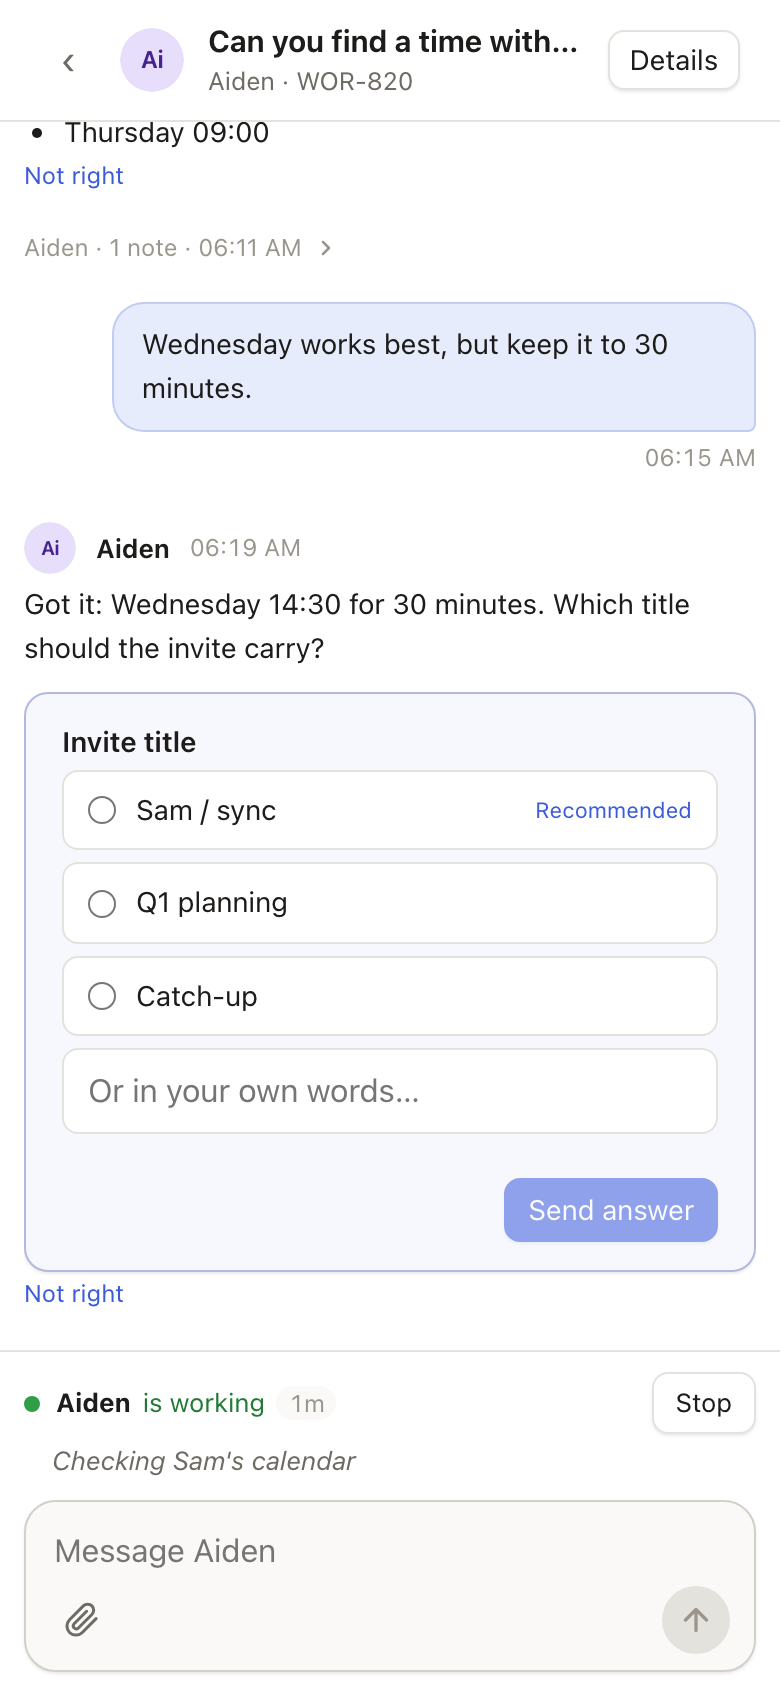 Ai
Can you find a time with...
Aiden · WOR-820
Details
• Thursday 09:00
Not right
Aiden · 1 note · 06:11 AM
Wednesday works best, but keep it to 30
minutes.
06:15 AM
Ai
Aiden 06:19 AM
Got it: Wednesday 14:30 for 30 minutes. Which title
should the invite carry?
Invite title
Sam / sync
Recommended
Q1 planning
Catch-up
Or in your own words...
Send answer
Not right
Aiden is working 1m
Stop
Checking Sam's calendar
Message Aiden